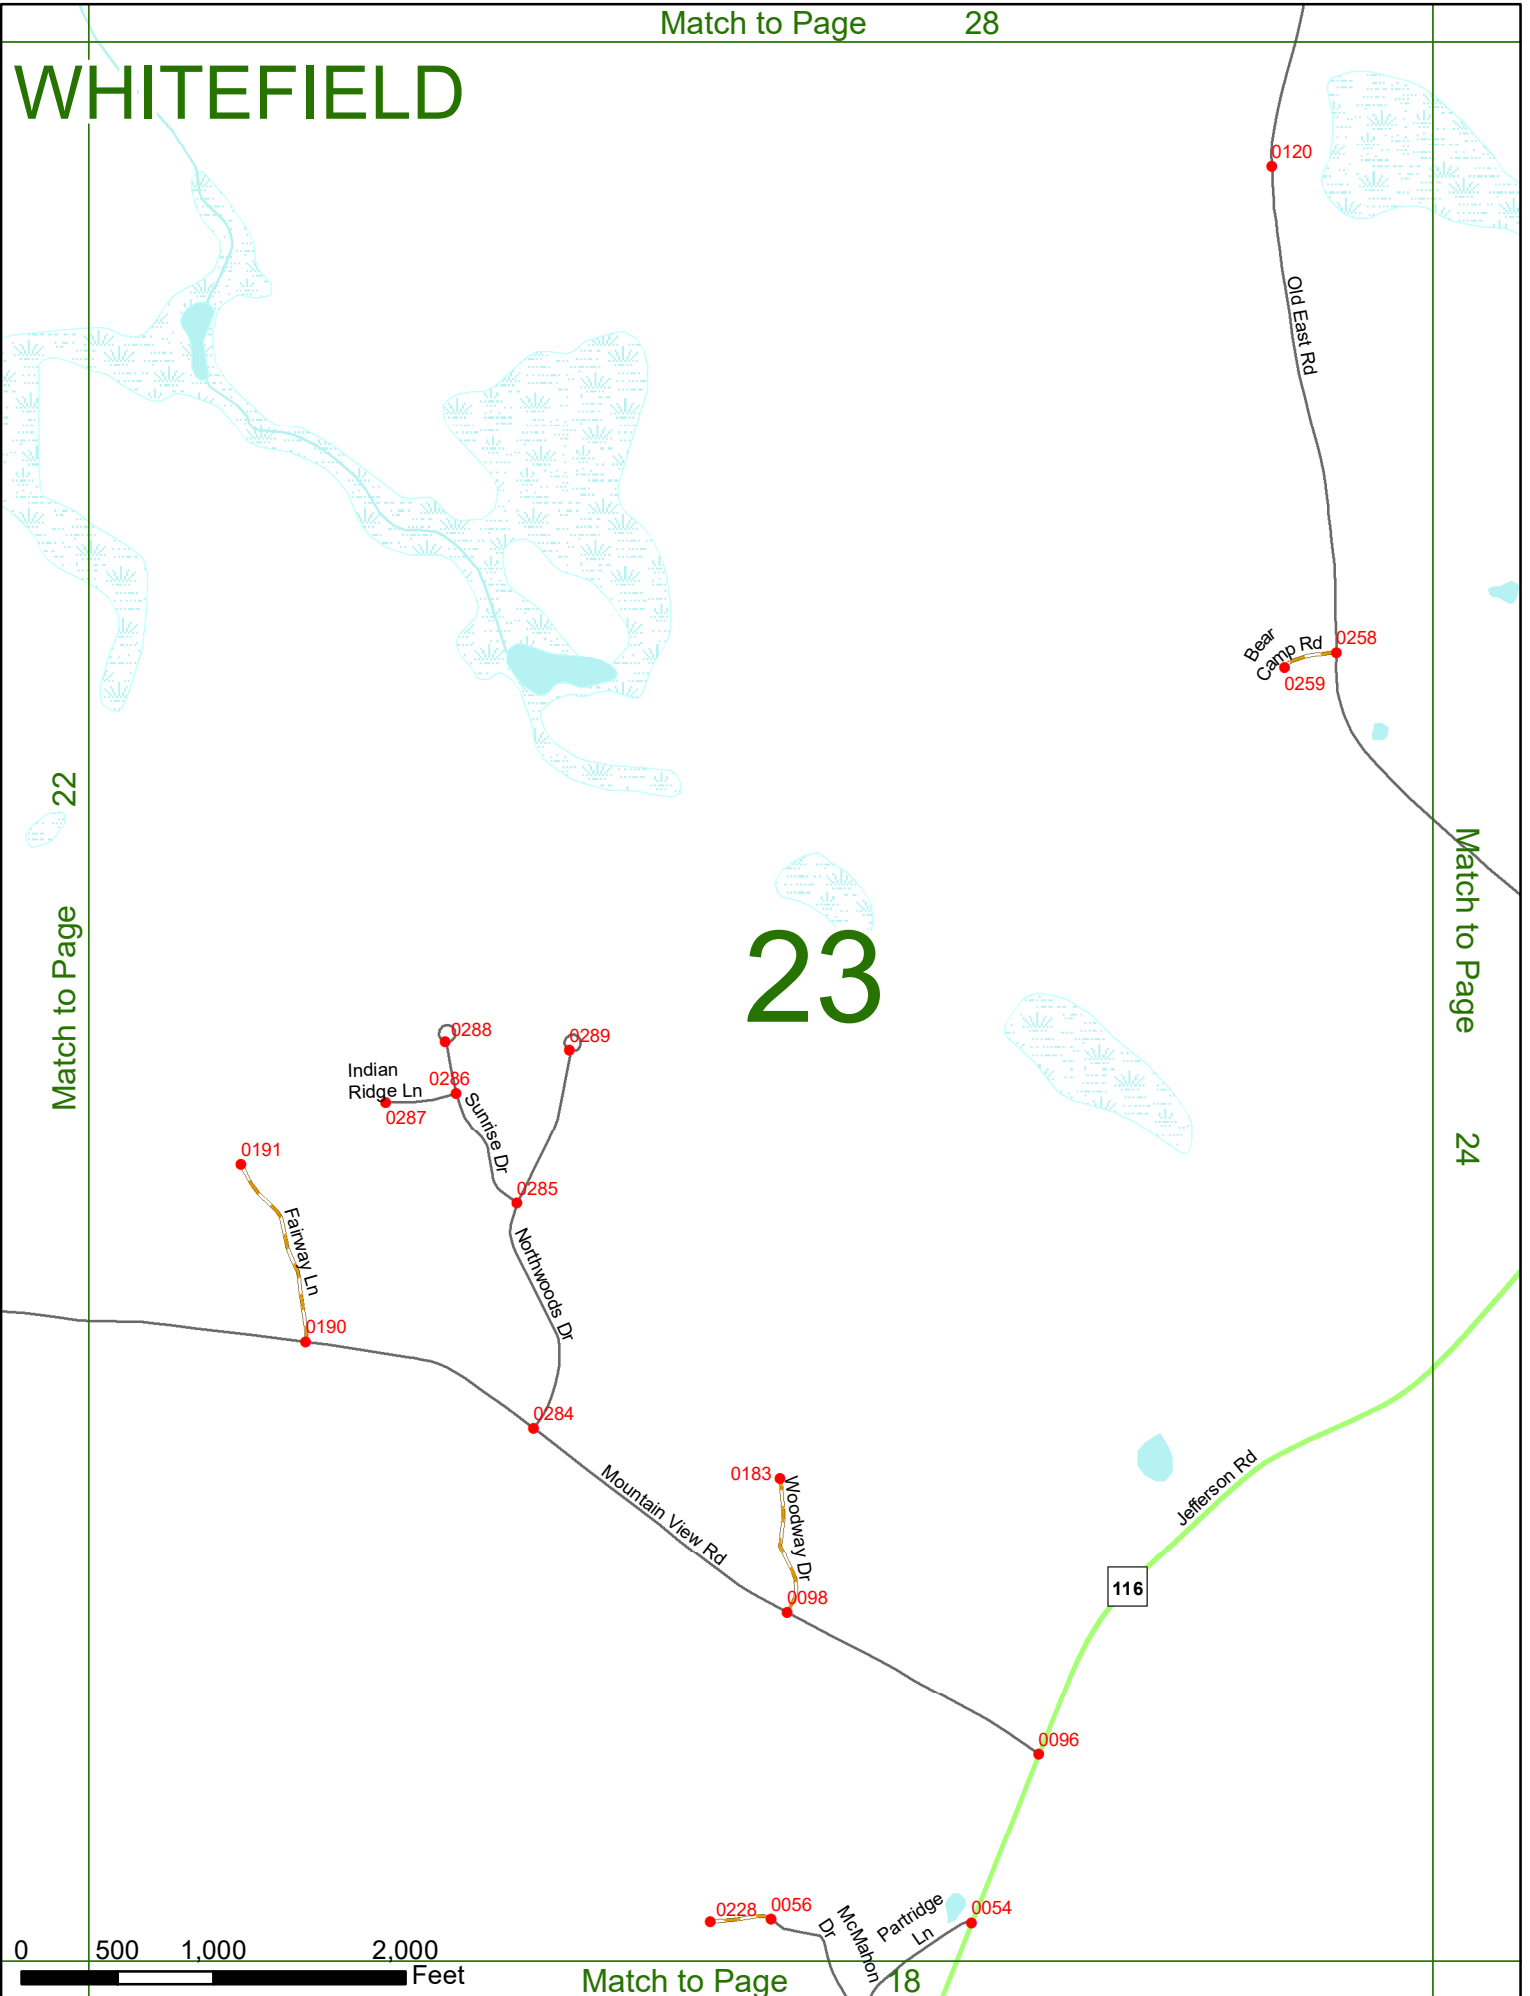 Match to Page 28
WHITEFIELD
0120
Old East Rd
Bear
Camp Rd
0258
0259
22
Match to Page
Match to Page
24
23
0288
0289
Indian
Ridge Ln
0286
0287
Sunrise Dr
0191
0285
Fairway Ln
Northwoods Dr
0190
0284
0183
Woodway Dr
Mountain View Rd
Jefferson Rd
116
0098
0096
0228
0056
McMahon
Dr
Partridge
Ln
0054
0 500 1,000 2,000
Feet
Match to Page 18